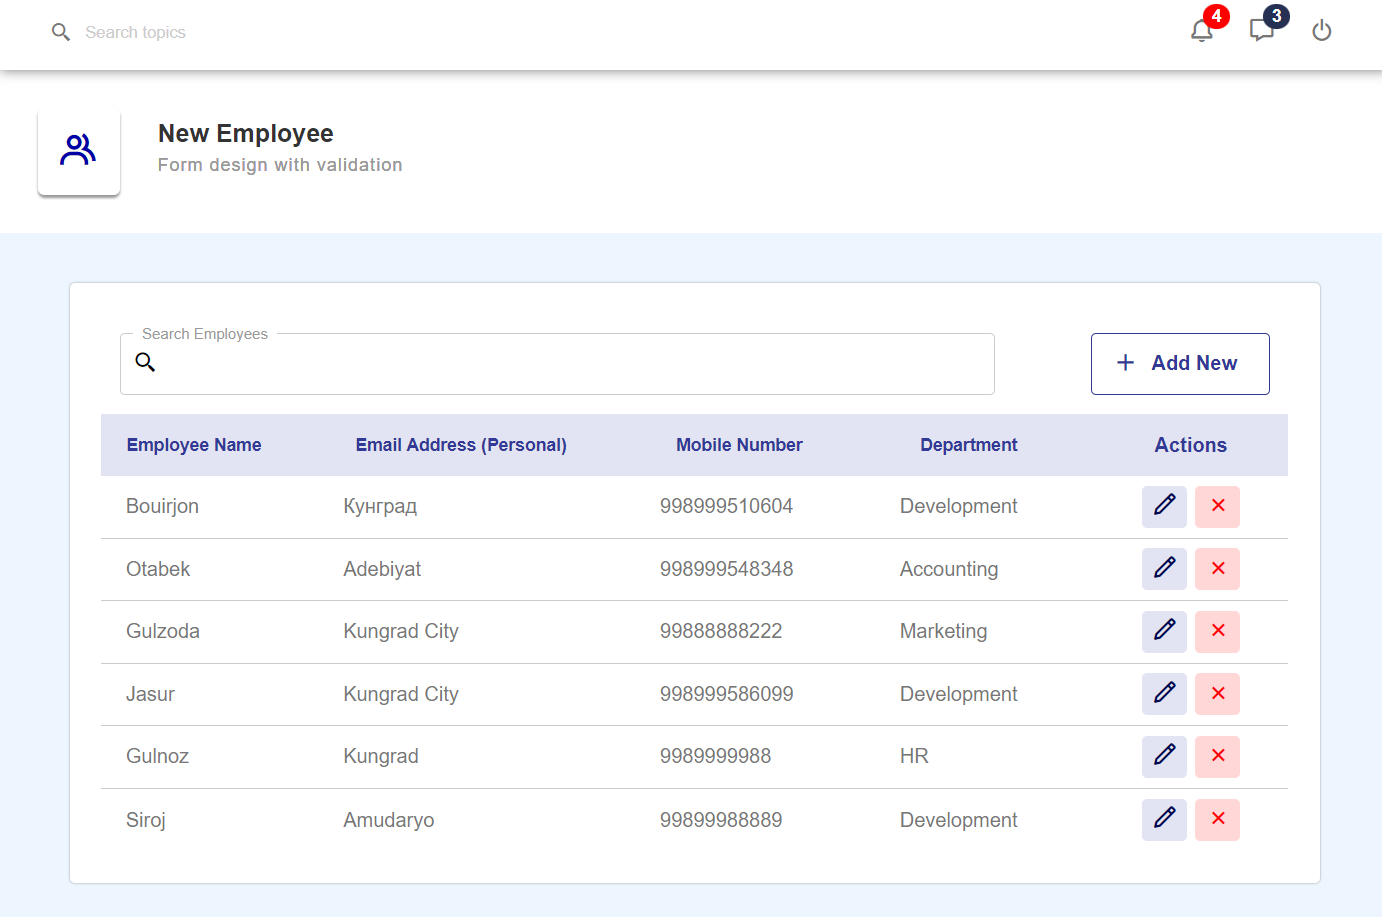 Search topics
4
3
New Employee
Form design with validation
Search Employees
Add New
Employee Name Email Address (Personal) Mobile Number Department Actions
Bouirjon Кунград 998999510604 Development
Otabek Adebiyat 998999548348 Accounting
Gulzoda Kungrad City 99888888222 Marketing
Jasur Kungrad City 998999586099 Development
Gulnoz Kungrad 9989999988 HR
Siroj Amudaryo 99899988889 Development